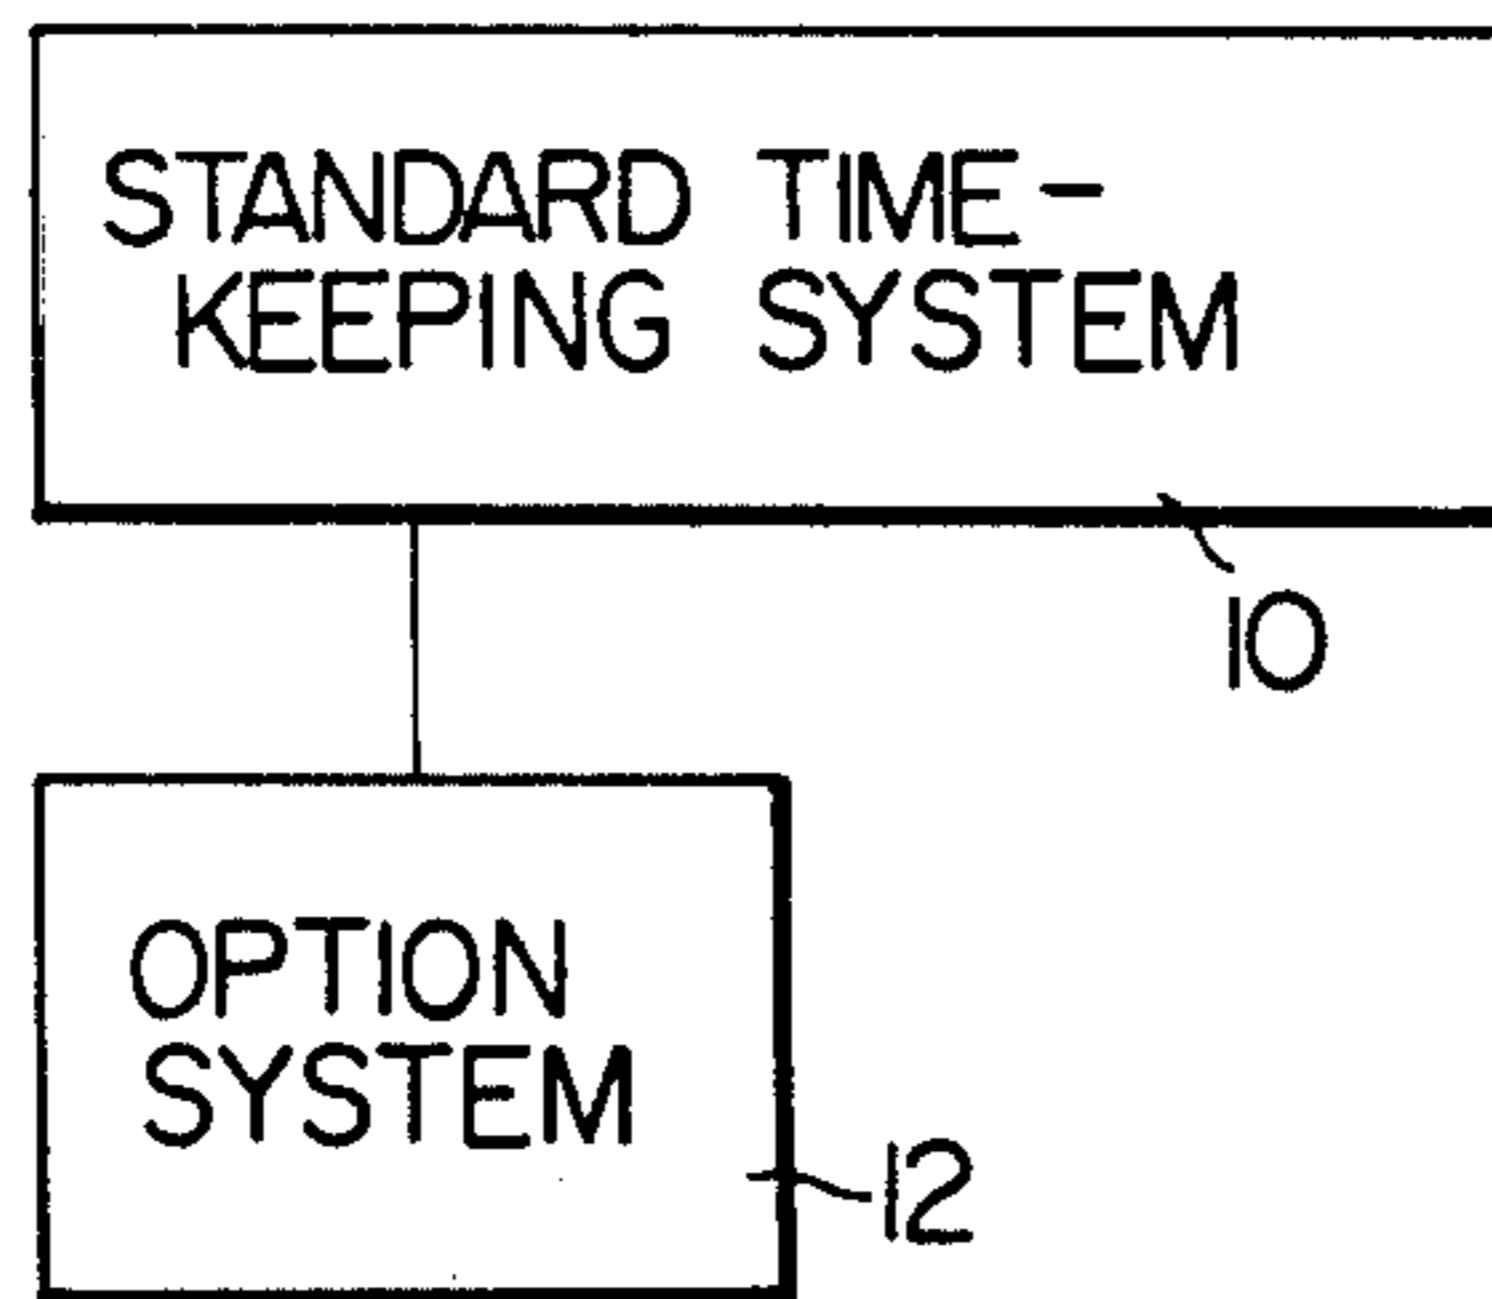 STANDARD TIME-
KEEPING SYSTEM
10
OPTION
SYSTEM
12